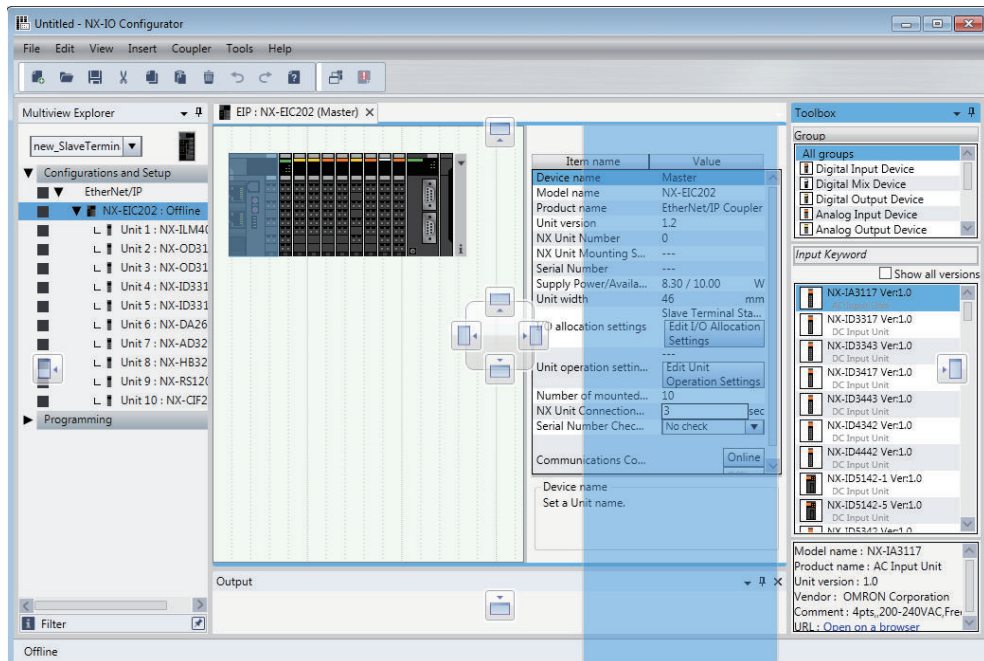 Untitled - NX-IO Configurator
File Edit View Insert Coupler Tools Help
Multiview Explorer
new_SlaveTermin
Configurations and Setup
EtherNet/IP
NX-EIC202 : Offline
Unit 1 : NX-ILM40
Unit 2 : NX-OD31
Unit 3 : NX-OD31
Unit 4 : NX-ID331
Unit 5 : NX-ID331
Unit 6 : NX-DA26
Unit 7 : NX-AD32
Unit 8 : NX-HB32
Unit 9 : NX-RS120
Unit 10 : NX-CIF2
Programming
Filter
Offline
EIP : NX-EIC202 (Master)
Item name Value
Device name Master
Model name NX-EIC202
Product name EtherNet/IP Coupler
Unit version 1.2
NX Unit Number 0
NX Unit Mounting S... ---
Serial Number ---
Supply Power/Availa... 8.30 / 10.00 W
Unit width 46 mm
Slave Terminal Sta...
I/O allocation settings Edit I/O Allocation
Settings
---
Unit operation settin... Edit Unit
Operation Settings
Number of mounted... 10
NX Unit Connection... 3 sec
Serial Number Chec... No check
Communications Co... Online
Device name
Set a Unit name.
Output
Toolbox
Group
All groups
Digital Input Device
Digital Mix Device
Digital Output Device
Analog Input Device
Analog Output Device
Input Keyword
Show all versions
NX-IA3117 Ver:1.0
AC Input Unit
NX-ID3317 Ver:1.0
DC Input Unit
NX-ID3343 Ver:1.0
DC Input Unit
NX-ID3417 Ver:1.0
DC Input Unit
NX-ID3443 Ver:1.0
DC Input Unit
NX-ID4342 Ver:1.0
DC Input Unit
NX-ID4442 Ver:1.0
DC Input Unit
NX-ID5142-1 Ver:1.0
DC Input Unit
NX-ID5142-5 Ver:1.0
DC Input Unit
NX-ID5342 Ver:1.0
Model name : NX-IA3117
Product name : AC Input Unit
Unit version : 1.0
Vendor : OMRON Corporation
Comment : 4pts,,200-240VAC,Free
URL : Open on a browser